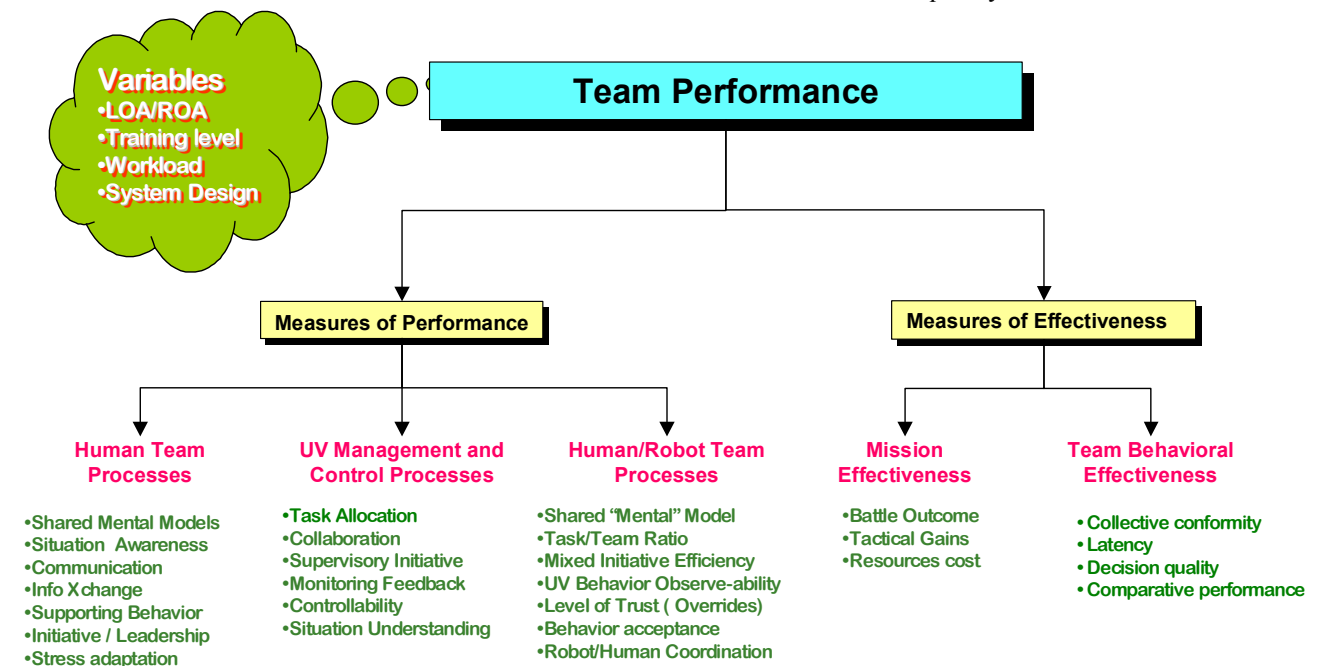 Variables
•LOA/ROA
•Training level
•Workload
•System Design
Team Performance
Measures of Performance
Measures of Effectiveness
Human Team
Processes
•Shared Mental Models
•Situation Awareness
•Communication
•Info Xchange
•Supporting Behavior
•Initiative / Leadership
•Stress adaptation
UV Management and
Control Processes
•Task Allocation
•Collaboration
•Supervisory Initiative
•Monitoring Feedback
•Controllability
•Situation Understanding
Human/Robot Team
Processes
•Shared “Mental” Model
•Task/Team Ratio
•Mixed Initiative Efficiency
•UV Behavior Observe-ability
•Level of Trust ( Overrides)
•Behavior acceptance
•Robot/Human Coordination
Mission
Effectiveness
•Battle Outcome
•Tactical Gains
•Resources cost
Team Behavioral
Effectiveness
• Collective conformity
• Latency
• Decision quality
• Comparative performance